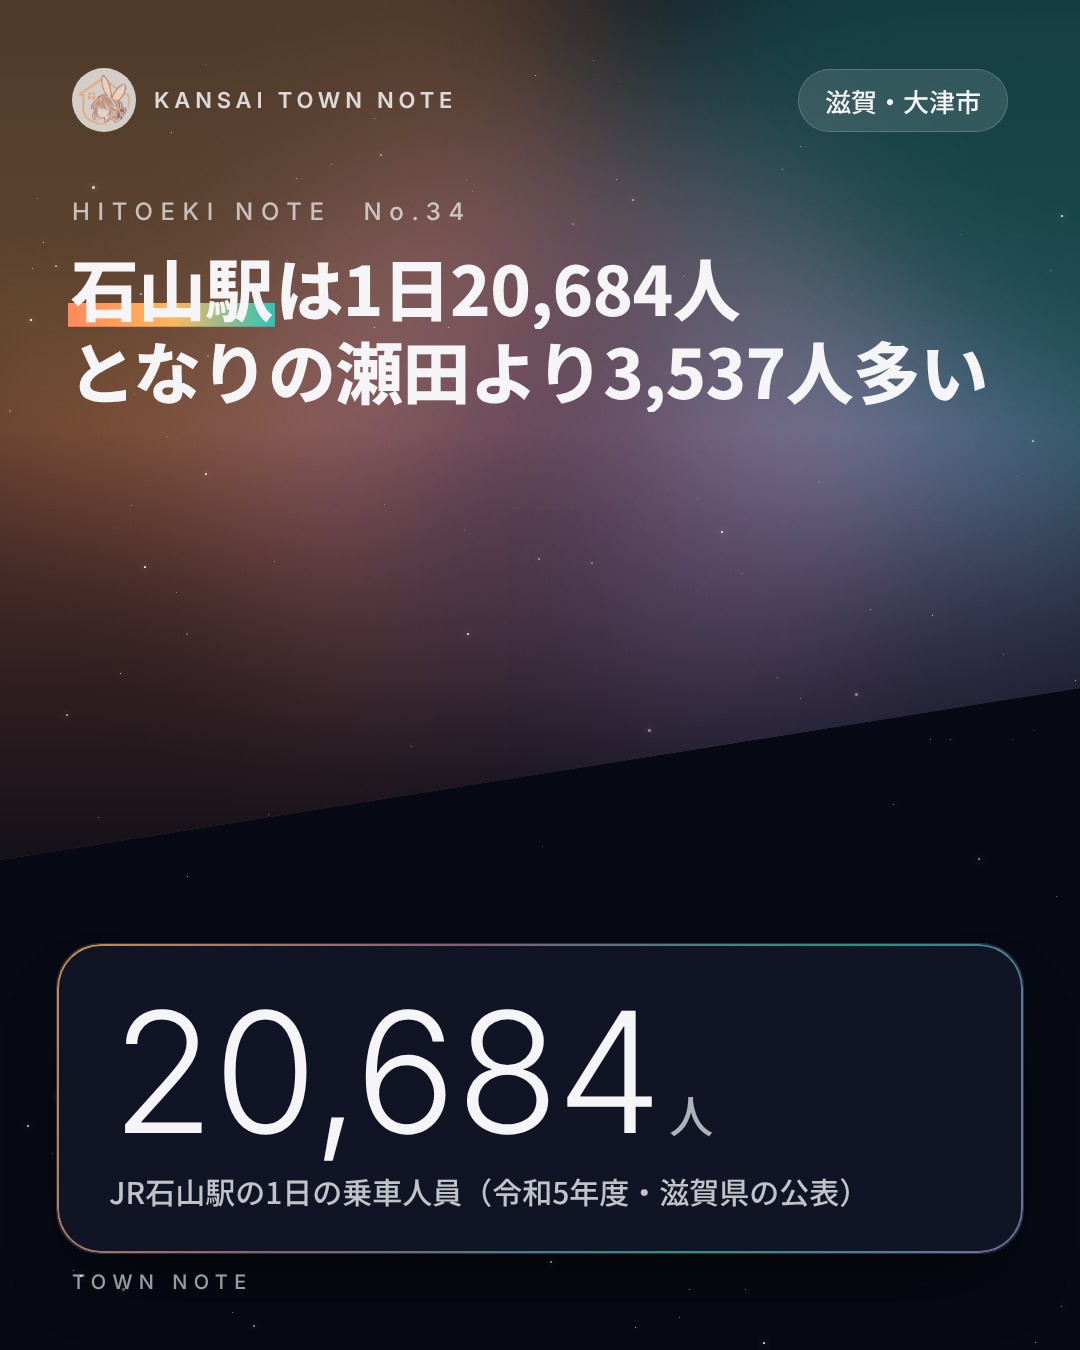 KANSAI TOWN NOTE
滋賀・大津市
HITOEKI NOTE No.34
石山駅は1日20,684人
となりの瀬田より3,537人多い
20,684人
JR石山駅の1日の乗車人員（令和5年度・滋賀県の公表）
TOWN NOTE